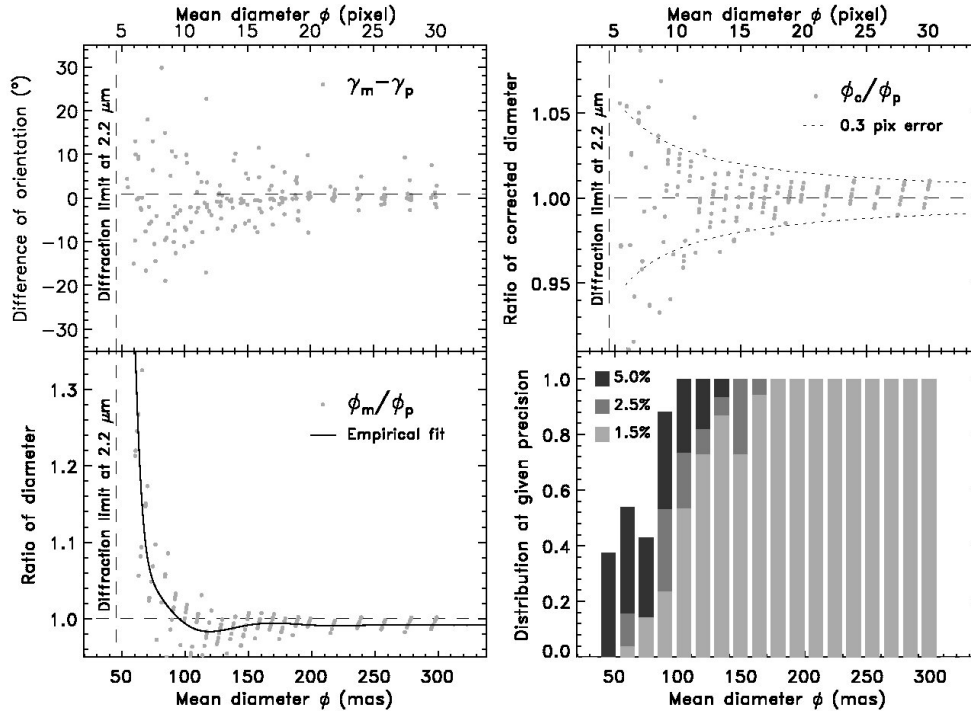 Mean diameter ϕ (pixel)
5 10 15 20 25 30
Difference of orientation (°)
30
20
10
0
−10
−20
−30
Diffraction limit at 2.2 μm
γm−γp
Mean diameter ϕ (pixel)
5 10 15 20 25 30
Ratio of corrected diameter
1.05
1.00
0.95
Diffraction limit at 2.2 μm
ϕc/ϕp
0.3 pix error
Ratio of diameter
1.3
1.2
1.1
1.0
Diffraction limit at 2.2 μm
ϕm/ϕp
Empirical fit
50 100 150 200 250 300
Mean diameter ϕ (mas)
Distribution at given precision
1.0
0.8
0.6
0.4
0.2
0.0
5.0%
2.5%
1.5%
50 100 150 200 250 300
Mean diameter ϕ (mas)